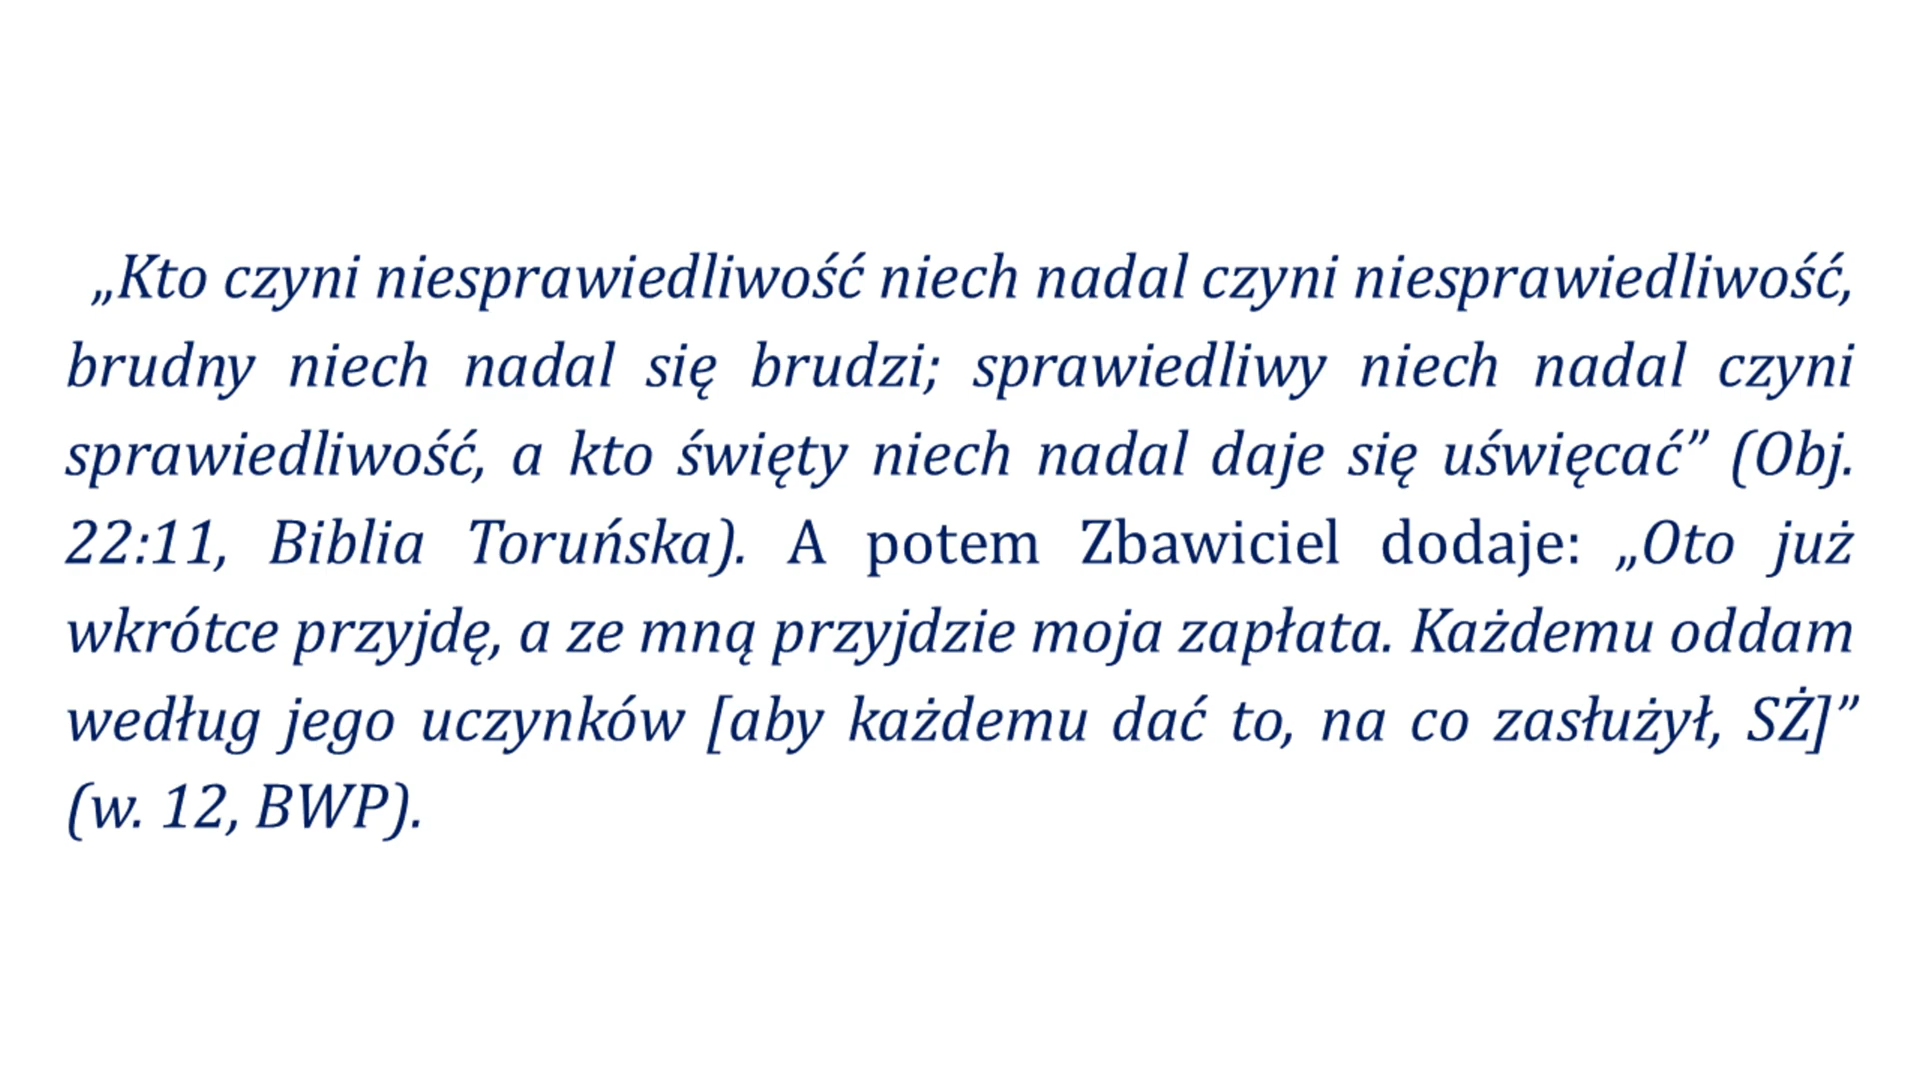 „Kto czyni niesprawiedliwość niech nadal czyni niesprawiedliwość,
brudny niech nadal się brudzi; sprawiedliwy niech nadal czyni
sprawiedliwość, a kto święty niech nadal daje się uświęcać” (Obj.
22:11, Biblia Toruńska). A potem Zbawiciel dodaje: „Oto już
wkrótce przyjdę, a ze mną przyjdzie moja zapłata. Każdemu oddam
według jego uczynków [aby każdemu dać to, na co zasłużył, SŻ]”
(w. 12, BWP).